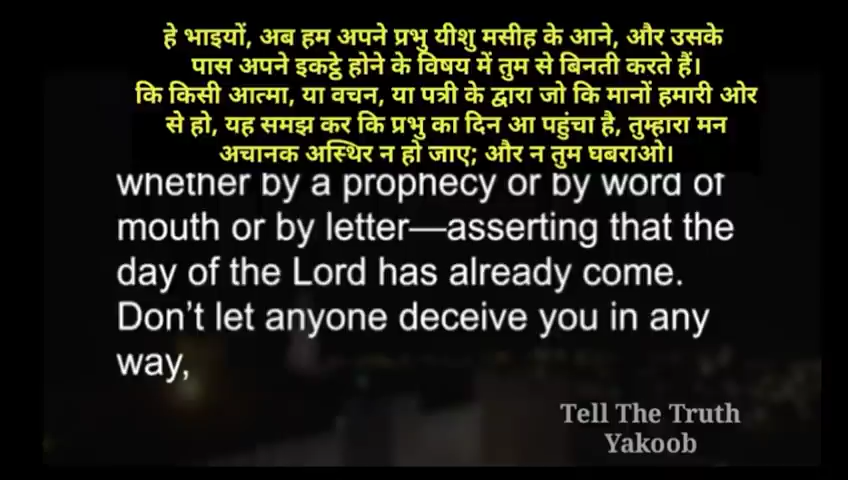 हे भाइयों, अब हम अपने प्रभु यीशु मसीह के आने, और उसके
पास अपने इकट्ठे होने के विषय में तुम से बिनती करते हैं।
कि किसी आत्मा, या वचन, या पत्री के द्वारा जो कि मानों हमारी ओर
से हो, यह समझ कर कि प्रभु का दिन आ पहुंचा है, तुम्हारा मन
अचानक अस्थिर न हो जाए; और न तुम घबराओ।
whether by a prophecy or by word of
mouth or by letter—asserting that the
day of the Lord has already come.
Don’t let anyone deceive you in any
way,
Tell The Truth
Yakoob